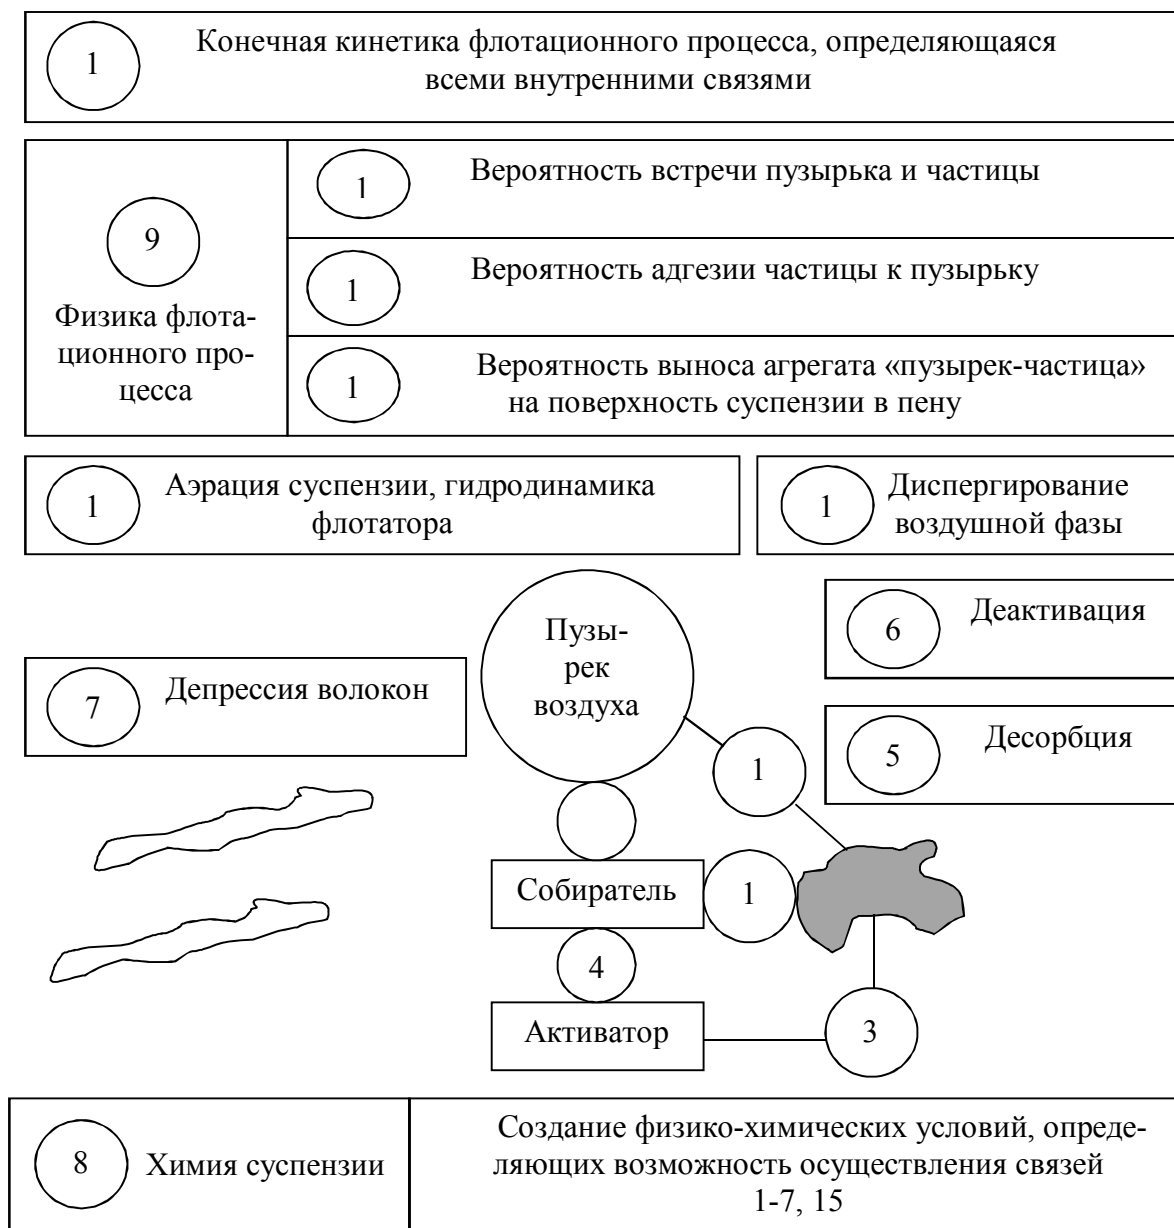 1
Конечная кинетика флотационного процесса, определяющаяся
всеми внутренними связями
9
Физика флота-
ционного про-
цесса
1
Вероятность встречи пузырька и частицы
1
Вероятность адгезии частицы к пузырьку
1
Вероятность выноса агрегата «пузырек-частица»
на поверхность суспензии в пену
1
Аэрация суспензии, гидродинамика
флотатора
1
Диспергирование
воздушной фазы
6
Деактивация
Пузы-
рек
воздуха
7
Депрессия волокон
5
Десорбция
1
Собиратель
1
4
Активатор
3
8
Химия суспензии
Создание физико-химических условий, опреде-
ляющих возможность осуществления связей
1-7, 15